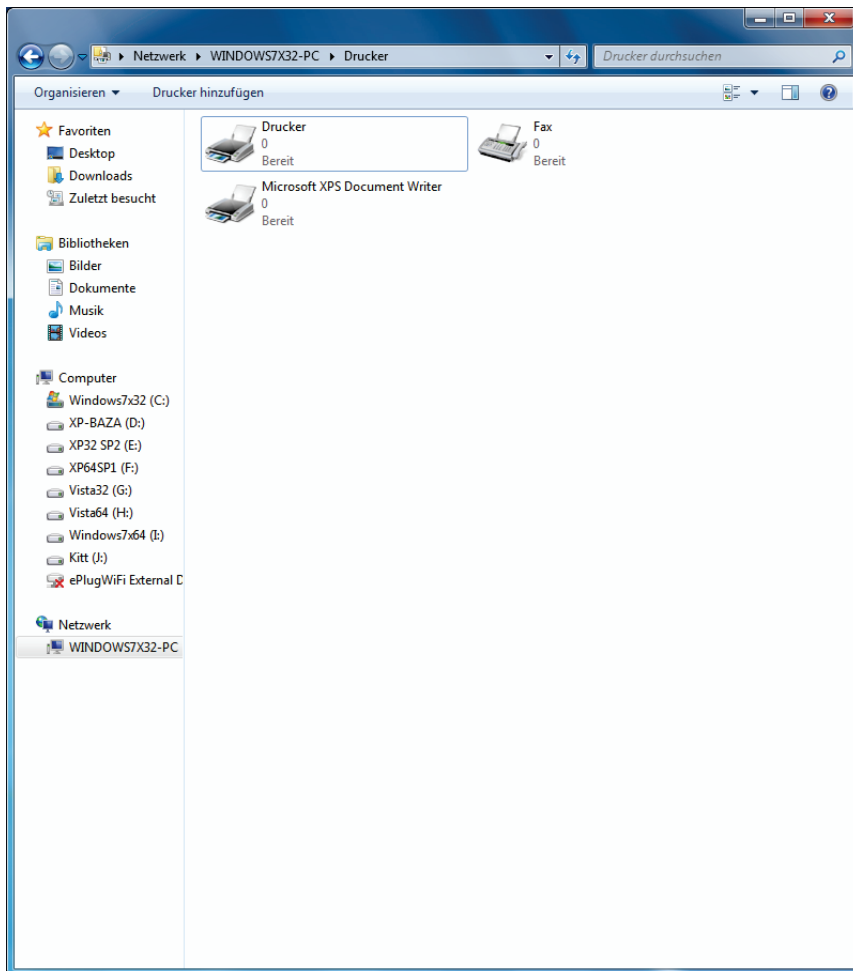 Netzwerk WINDOWS7X32-PC Drucker
Drucker durchsuchen
Organisieren Drucker hinzufügen
Favoriten
Desktop
Downloads
Zuletzt besucht
Bibliotheken
Bilder
Dokumente
Musik
Videos
Computer
Windows7x32 (C:)
XP-BAZA (D:)
XP32 SP2 (E:)
XP64SP1 (F:)
Vista32 (G:)
Vista64 (H:)
Windows7x64 (I:)
Kitt (J:)
ePlugWiFi External D
Netzwerk
WINDOWS7X32-PC
Drucker
0
Bereit
Fax
0
Bereit
Microsoft XPS Document Writer
0
Bereit